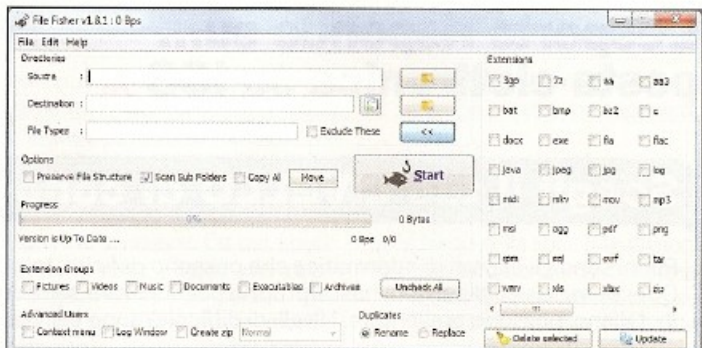 File Fisher v1.8.1 : 0 Bps
File Edit Help
Directories
Source :
Destination :
File Types :
Exclude These
<<
Options
Preserve File Structure
Scan Sub Folders
Copy All
Move
Start
Progress
0%
0 Bytes
Version is Up To Date ...
0 Bps 0/0
Extension Groups
Pictures
Videos
Music
Documents
Executables
Archives
Uncheck All
Advanced Users
Context menu
Log Window
Create zip
Normal
Duplicates
Rename
Replace
Extensions
3gp 7z aa aa3
bat bmp bz2 c
docx exe fla flac
java jpeg jpg log
midi mkv mov mp3
msi ogg pdf png
rpm sql swf tar
wmv xls xlsx zip
Delete selected
Update